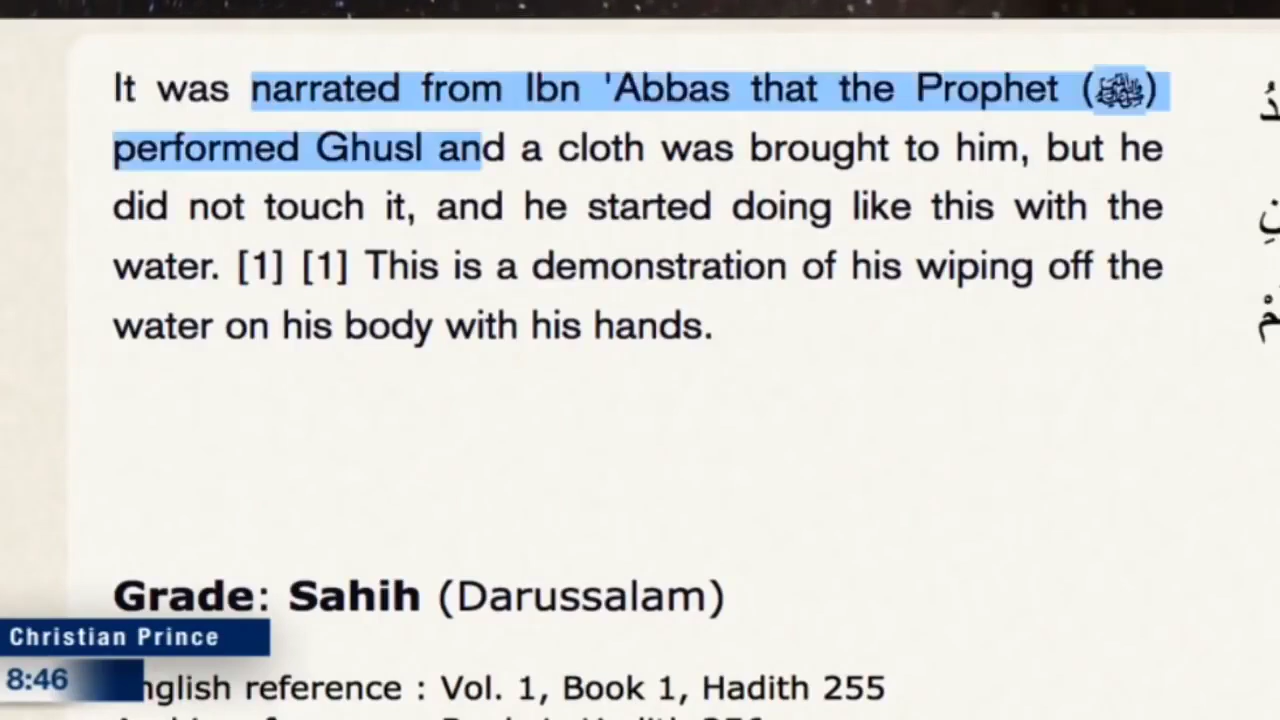 It was narrated from Ibn 'Abbas that the Prophet (ﷺ)
performed Ghusl and a cloth was brought to him, but he
did not touch it, and he started doing like this with the
water. [1] [1] This is a demonstration of his wiping off the
water on his body with his hands.
Grade: Sahih (Darussalam)
Christian Prince
8:46
nglish reference : Vol. 1, Book 1, Hadith 255